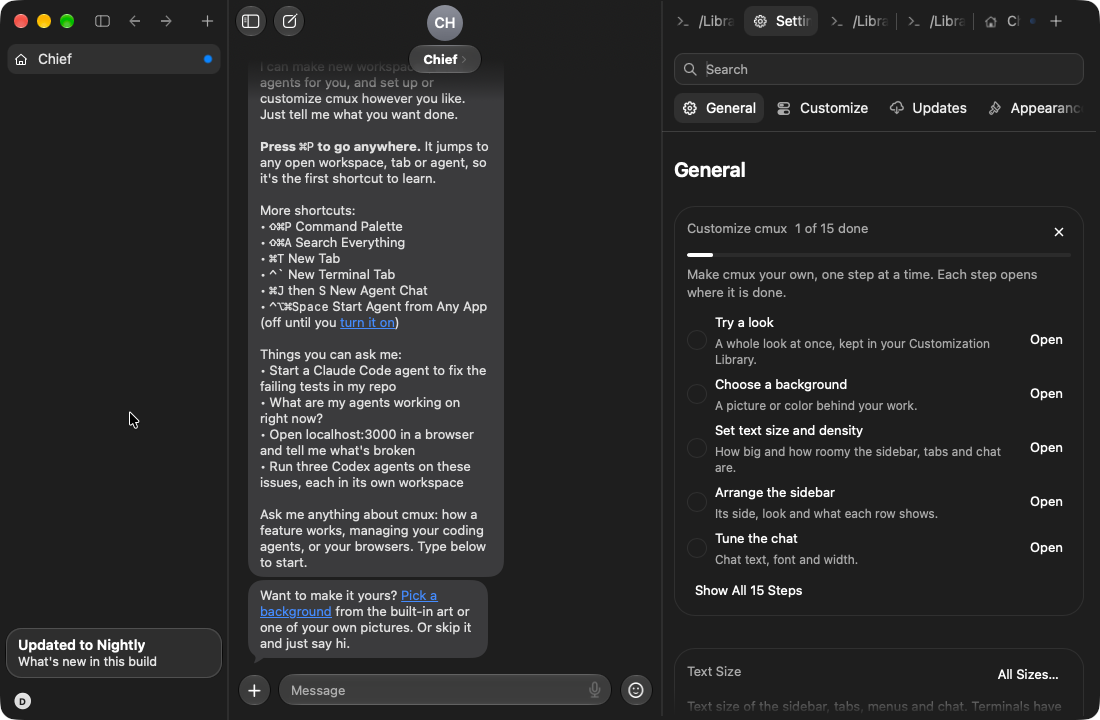 Chief
Updated to Nightly
What's new in this build
D
CH
Chief
I can make new
agents for you, and set up or
customize cmux however you like.
Just tell me what you want done.
Press ⌘P to go anywhere. It jumps to
any open workspace, tab or agent, so
it's the first shortcut to learn.
More shortcuts:
• ⇧⌘P Command Palette
• ⇧⌘A Search Everything
• ⌘T New Tab
• ^` New Terminal Tab
• ⌘J then S New Agent Chat
• ^⌥⌘Space Start Agent from Any App
(off until you turn it on)
Things you can ask me:
• Start a Claude Code agent to fix the
failing tests in my repo
• What are my agents working on
right now?
• Open localhost:3000 in a browser
and tell me what's broken
• Run three Codex agents on these
issues, each in its own workspace
Ask me anything about cmux: how a
feature works, managing your coding
agents, or your browsers. Type below
to start.
Want to make it yours? Pick a
background from the built-in art or
one of your own pictures. Or skip it
and just say hi.
Message
/Libra
Settin
/Libra
/Libra
Search
General
Customize
Updates
Appearanc
General
Customize cmux 1 of 15 done
Make cmux your own, one step at a time. Each step opens
where it is done.
Try a look
A whole look at once, kept in your Customization
Library.
Open
Choose a background
A picture or color behind your work.
Open
Set text size and density
How big and how roomy the sidebar, tabs and chat
are.
Open
Arrange the sidebar
Its side, look and what each row shows.
Open
Tune the chat
Chat text, font and width.
Open
Show All 15 Steps
Text Size
All Sizes...
Text size of the sidebar, tabs, menus and chat. Terminals have